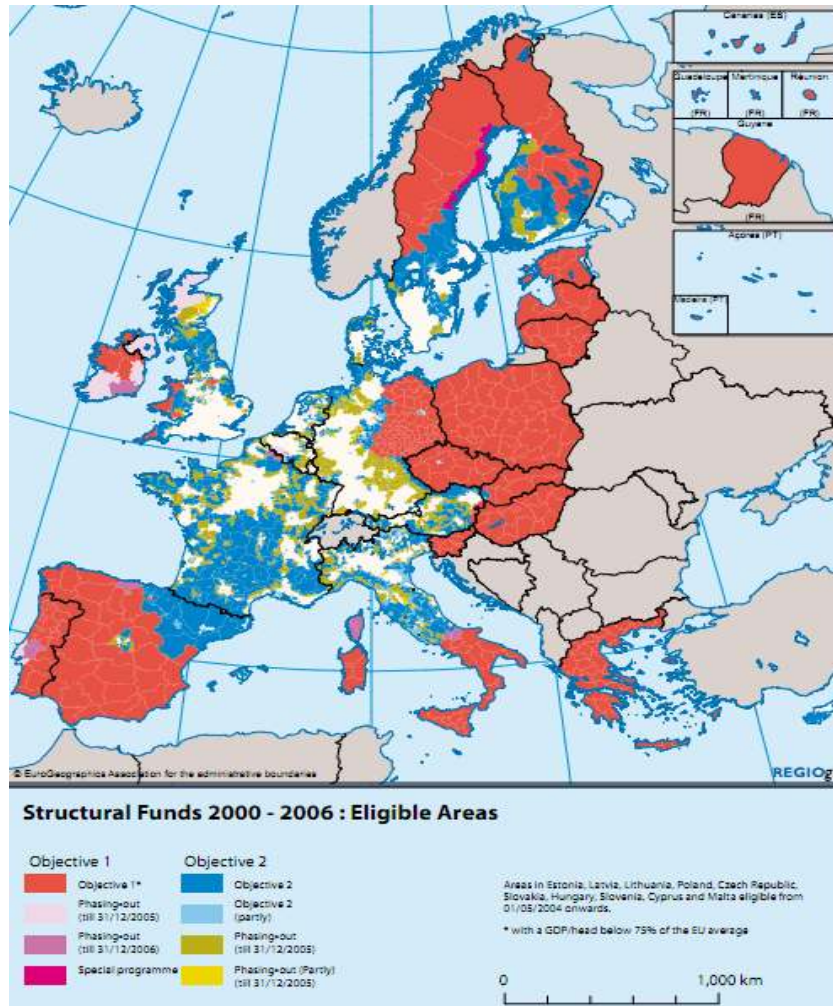 Canarias (ES)
Guadeloupe
Martinique
Réunion
(FR)
(FR)
(FR)
Guyane
(FR)
Açores (PT)
Madeira (PT)
© EuroGeographics Association for the administrative boundaries
REGIOg
Structural Funds 2000 - 2006 : Eligible Areas
Objective 1
Objective 1*
Phasing-out
(till 31/12/2005)
Phasing-out
(till 31/12/2006)
Special programme
Objective 2
Objective 2
Objective 2
(partly)
Phasing-out
(till 31/12/2005)
Phasing-out (Partly)
(till 31/12/2005)
Areas in Estonia, Latvia, Lithuania, Poland, Czech Republic,
Slovakia, Hungary, Slovenia, Cyprus and Malta eligible from
01/05/2004 onwards.
* with a GDP/head below 75% of the EU average
0
1,000 km